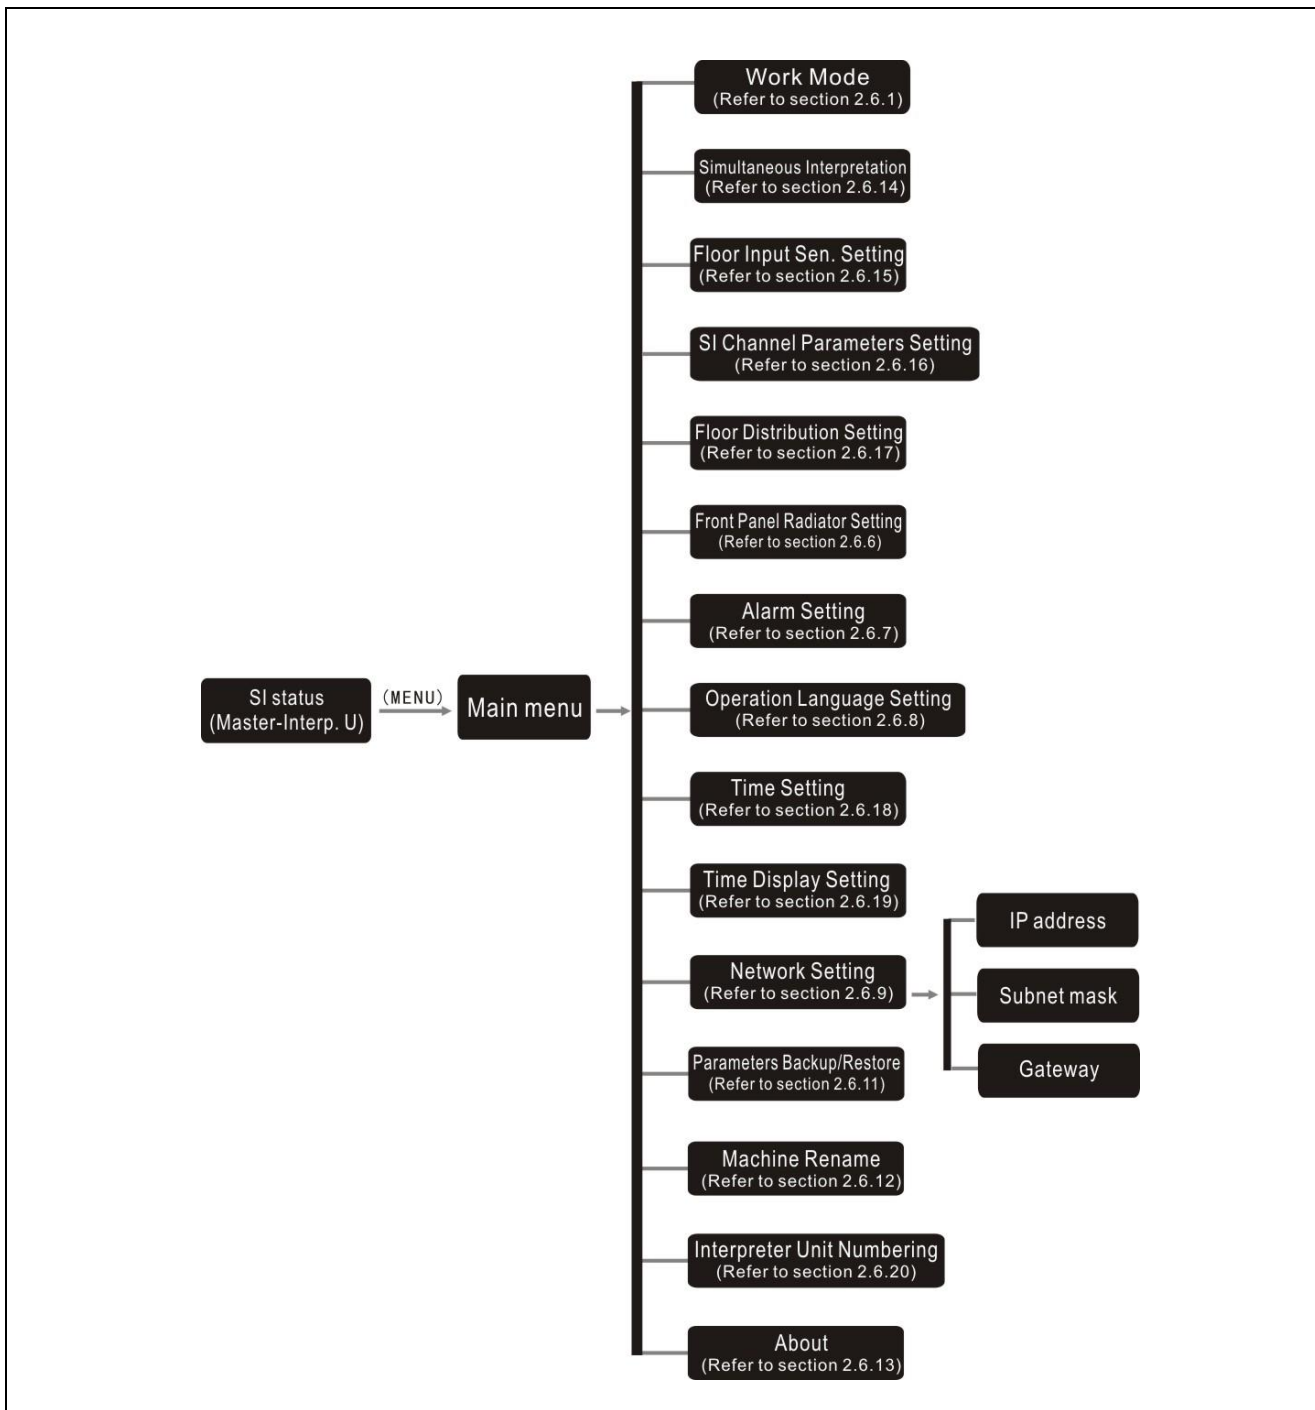 Work Mode
(Refer to section 2.6.1)
Simultaneous Interpretation
(Refer to section 2.6.14)
Floor Input Sen. Setting
(Refer to section 2.6.15)
SI Channel Parameters Setting
(Refer to section 2.6.16)
Floor Distribution Setting
(Refer to section 2.6.17)
Front Panel Radiator Setting
(Refer to section 2.6.6)
Alarm Setting
(Refer to section 2.6.7)
SI status
(Master-Interp. U)
(MENU)
Main menu
Operation Language Setting
(Refer to section 2.6.8)
Time Setting
(Refer to section 2.6.18)
Time Display Setting
(Refer to section 2.6.19)
Network Setting
(Refer to section 2.6.9)
IP address
Subnet mask
Gateway
Parameters Backup/Restore
(Refer to section 2.6.11)
Machine Rename
(Refer to section 2.6.12)
Interpreter Unit Numbering
(Refer to section 2.6.20)
About
(Refer to section 2.6.13)